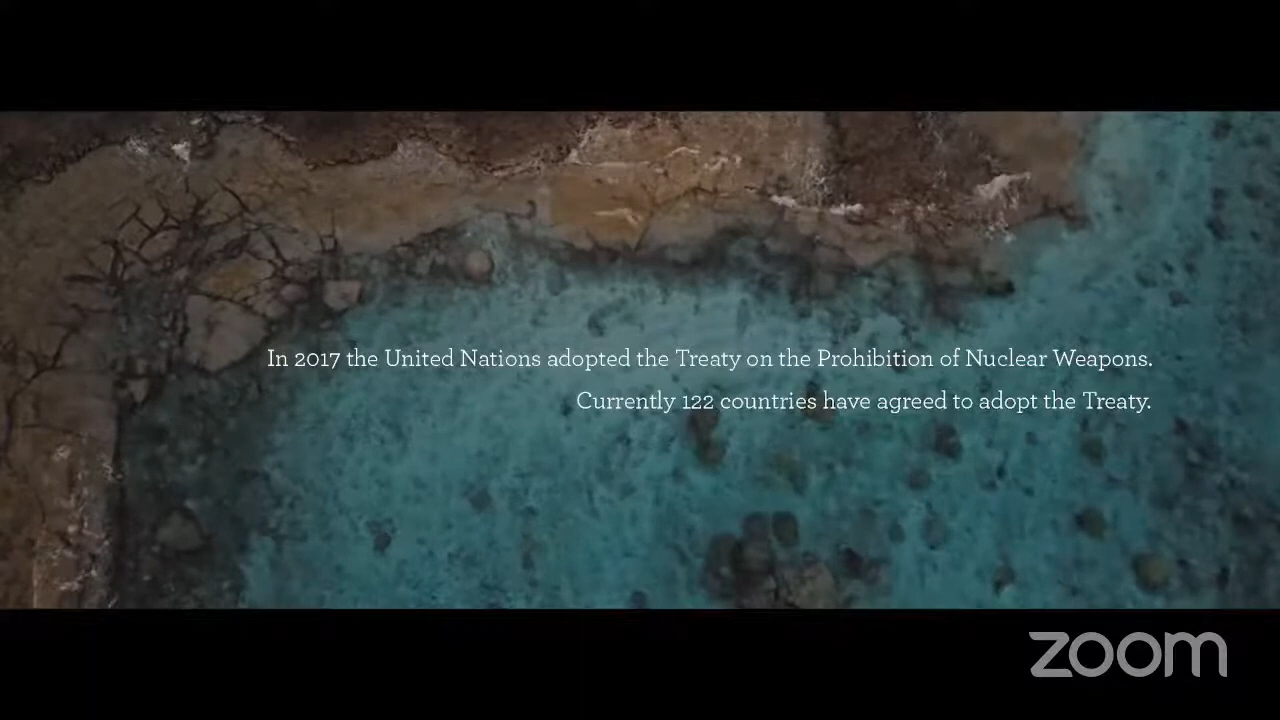 In 2017 the United Nations adopted the Treaty on the Prohibition of Nuclear Weapons.
Currently 122 countries have agreed to adopt the Treaty.
zoom